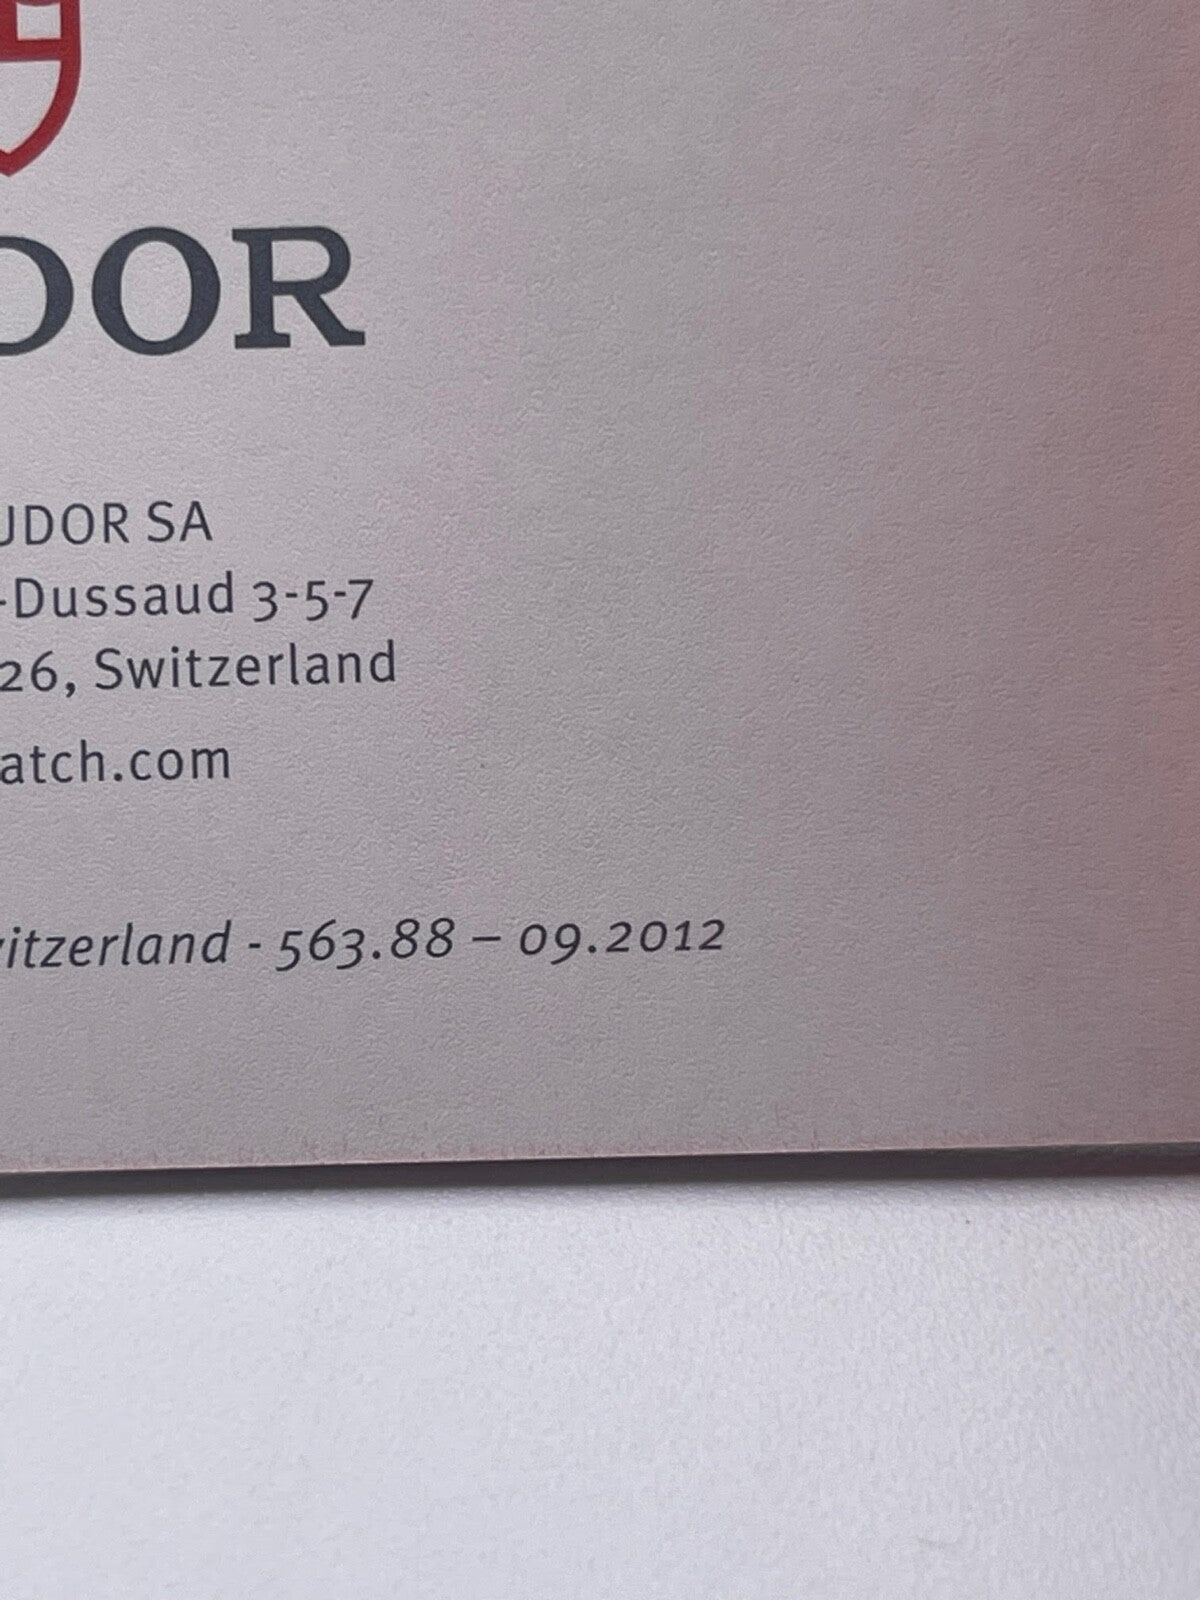 DOR
UDOR SA
-Dussaud 3-5-7
26, Switzerland
atch.com
itzerland - 563.88 – 09.2012